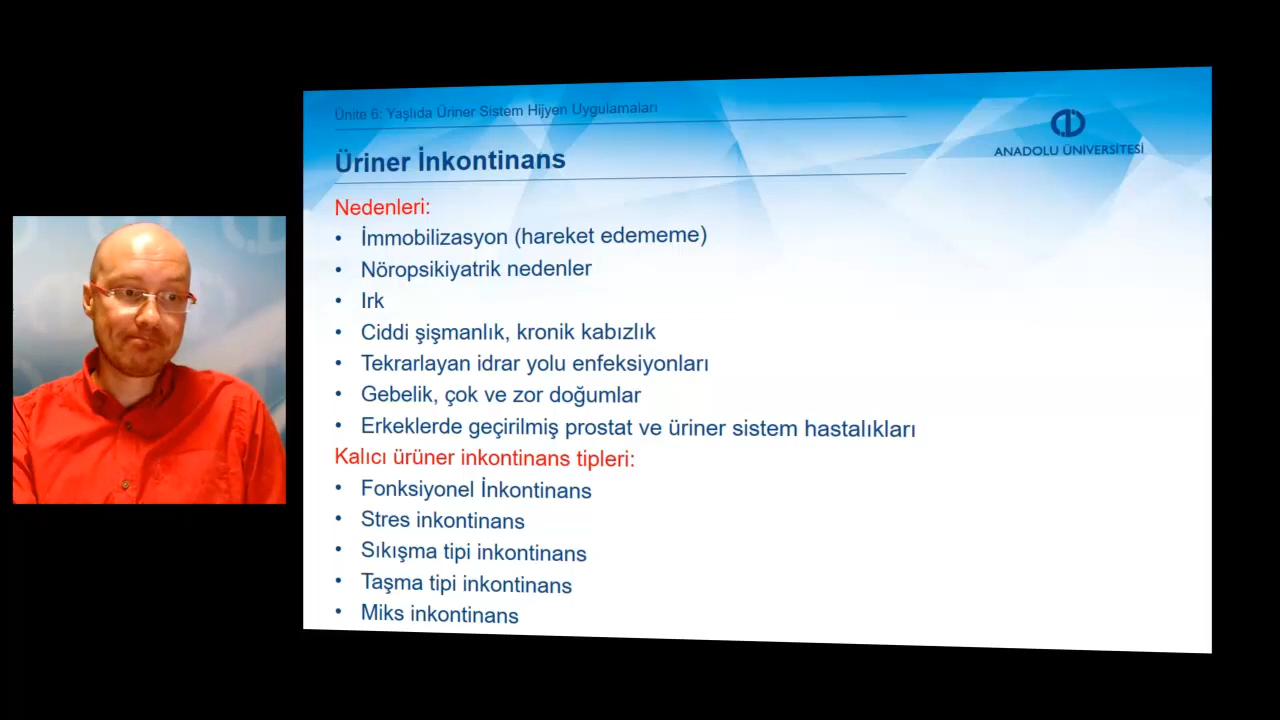 Ünite 6: Yaşlıda Üriner Sistem Hijyen Uygulamaları
ANADOLU ÜNİVERSİTESİ
Üriner İnkontinans
Nedenleri:
• İmmobilizasyon (hareket edememe)
• Nöropsikiyatrik nedenler
• Irk
• Ciddi şişmanlık, kronik kabızlık
• Tekrarlayan idrar yolu enfeksiyonları
• Gebelik, çok ve zor doğumlar
• Erkeklerde geçirilmiş prostat ve üriner sistem hastalıkları
Kalıcı ürüner inkontinans tipleri:
• Fonksiyonel İnkontinans
• Stres inkontinans
• Sıkışma tipi inkontinans
• Taşma tipi inkontinans
• Miks inkontinans